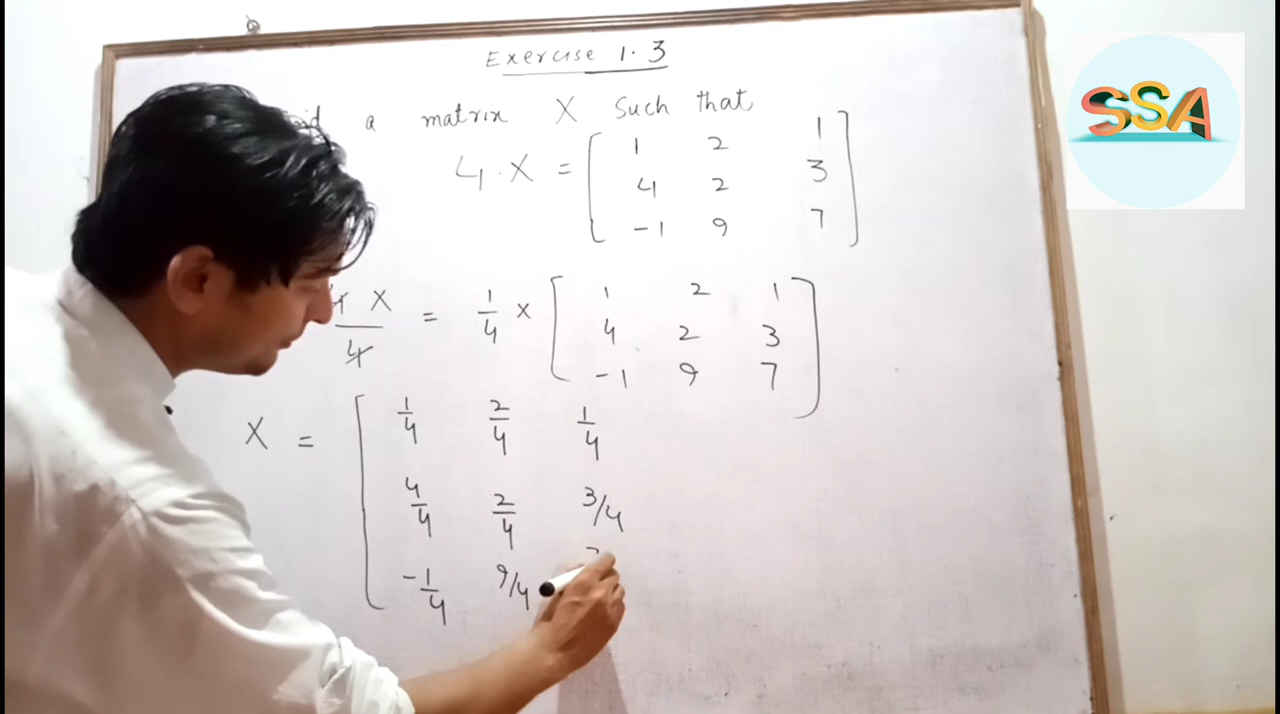 Exercise 1.3
a matrix X such that
4.X = [ 1 2 1
4 2 3
-1 9 7 ]
SSA
X/4 = 1/4 × [ 1 2 1
4 2 3
-1 9 7 ]
X = [ 1/4 2/4 1/4
4/4 2/4 3/4
-1/4 9/4